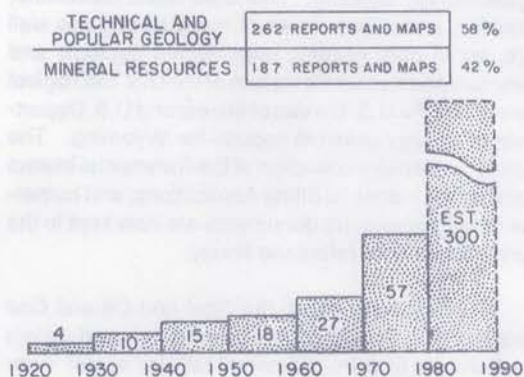 TECHNICAL AND
POPULAR GEOLOGY
262 REPORTS AND MAPS
58%
MINERAL RESOURCES
187 REPORTS AND MAPS
42%
EST.
300
57
27
18
15
10
4
1920 1930 1940 1950 1960 1970 1980 1990